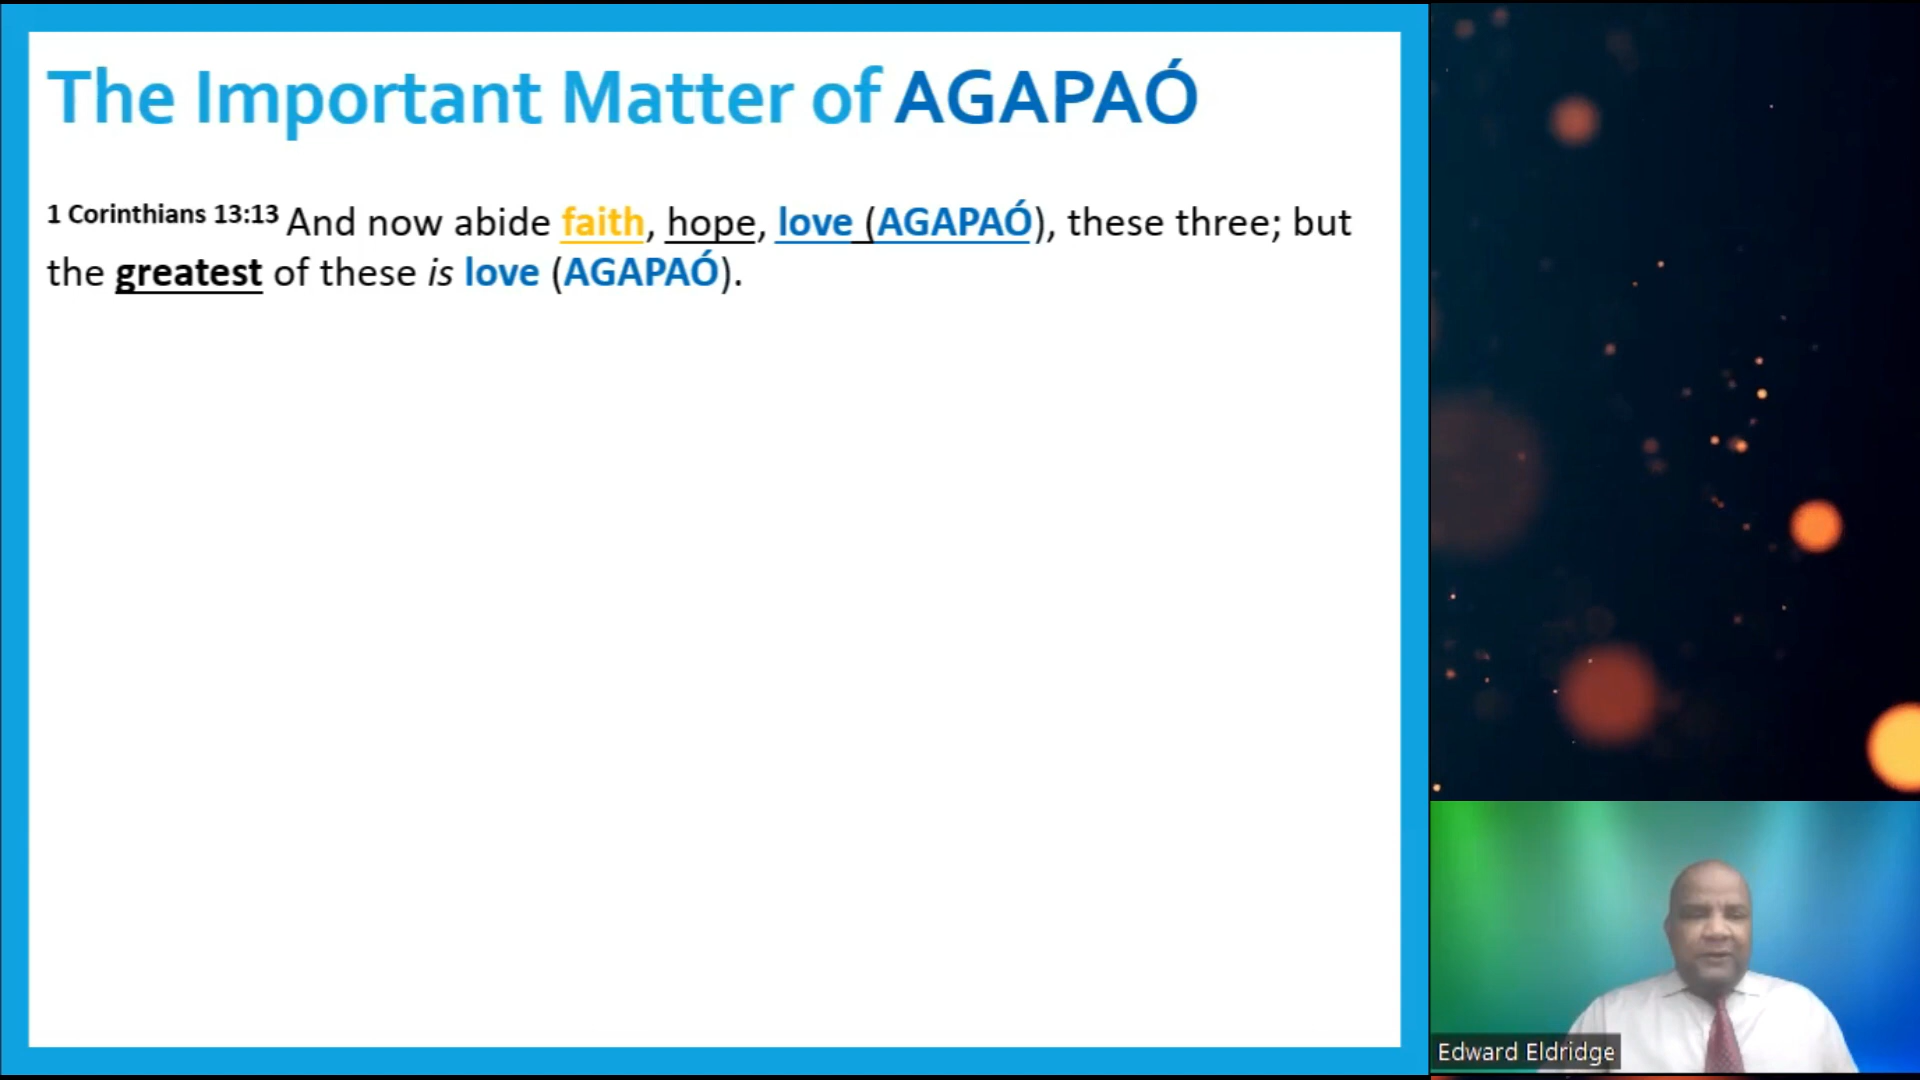 The Important Matter of AGAPAÓ
1 Corinthians 13:13 And now abide faith, hope, love (AGAPAÓ), these three; but
the greatest of these is love (AGAPAÓ).
Edward Eldridge